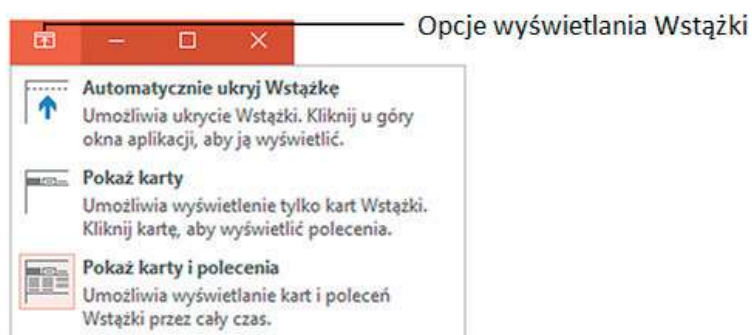 Opcje wyświetlania Wstążki
Automatycznie ukryj Wstążkę
Umożliwia ukrycie Wstążki. Kliknij u góry
okna aplikacji, aby ją wyświetlić.
Pokaż karty
Umożliwia wyświetlenie tylko kart Wstążki.
Kliknij kartę, aby wyświetlić polecenia.
Pokaż karty i polecenia
Umożliwia wyświetlanie kart i poleceń
Wstążki przez cały czas.